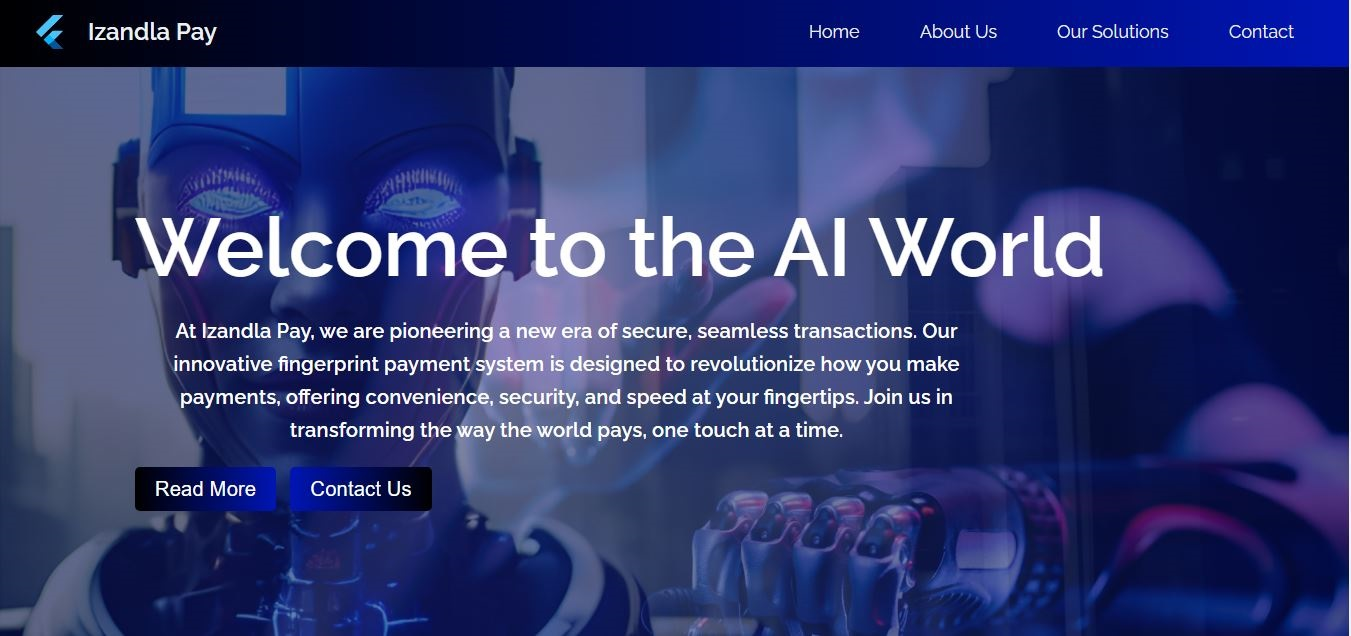 Izandla Pay
Home
About Us
Our Solutions
Contact
Welcome to the AI World
At Izandla Pay, we are pioneering a new era of secure, seamless transactions. Our
innovative fingerprint payment system is designed to revolutionize how you make
payments, offering convenience, security, and speed at your fingertips. Join us in
transforming the way the world pays, one touch at a time.
Read More
Contact Us